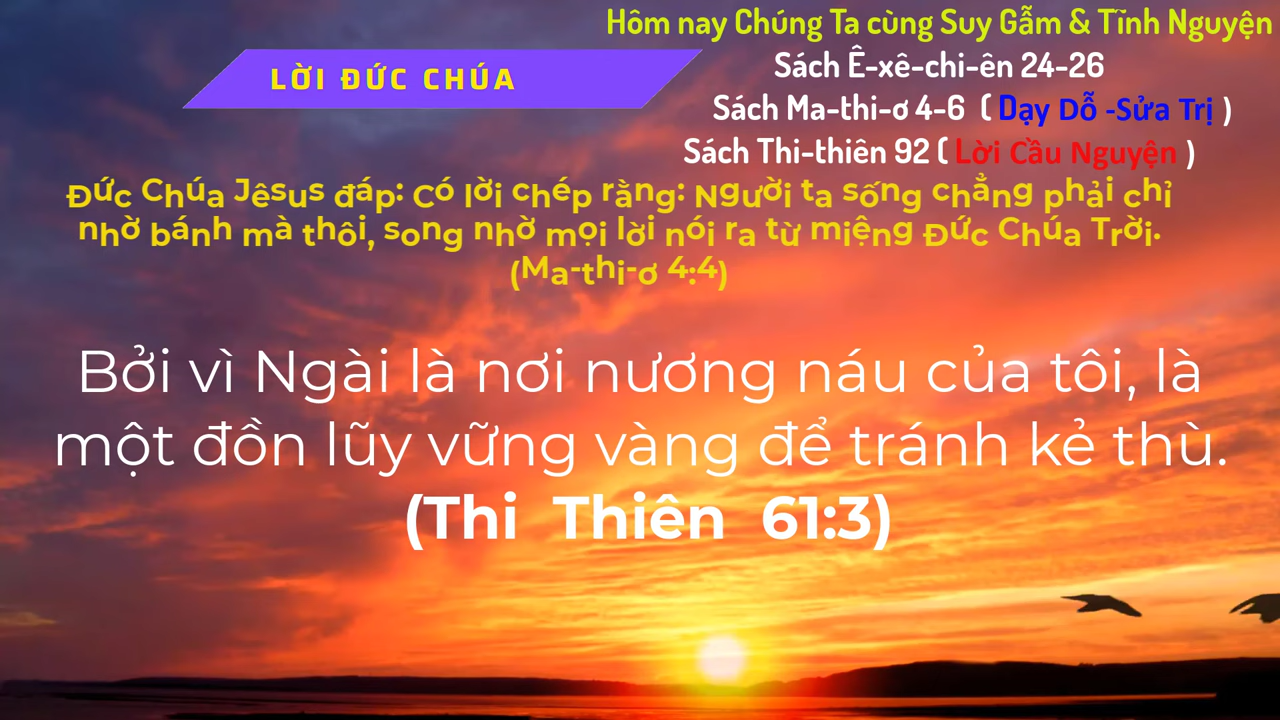 Hôm nay Chúng Ta cùng Suy Gẫm & Tĩnh Nguyện
LỜI ĐỨC CHÚA
Sách Ê-xê-chi-ên 24-26
Sách Ma-thi-ơ 4-6 ( Dạy Dỗ -Sửa Trị )
Sách Thi-thiên 92 ( Lời Cầu Nguyện )
Đức Chúa Jêsus đáp: Có lời chép rằng: Người ta sống chẳng phải chỉ
nhờ bánh mà thôi, song nhờ mọi lời nói ra từ miệng Đức Chúa Trời.
(Ma-thi-ơ 4:4)
Bởi vì Ngài là nơi nương náu của tôi, là
một đồn lũy vững vàng để tránh kẻ thù.
(Thi Thiên 61:3)